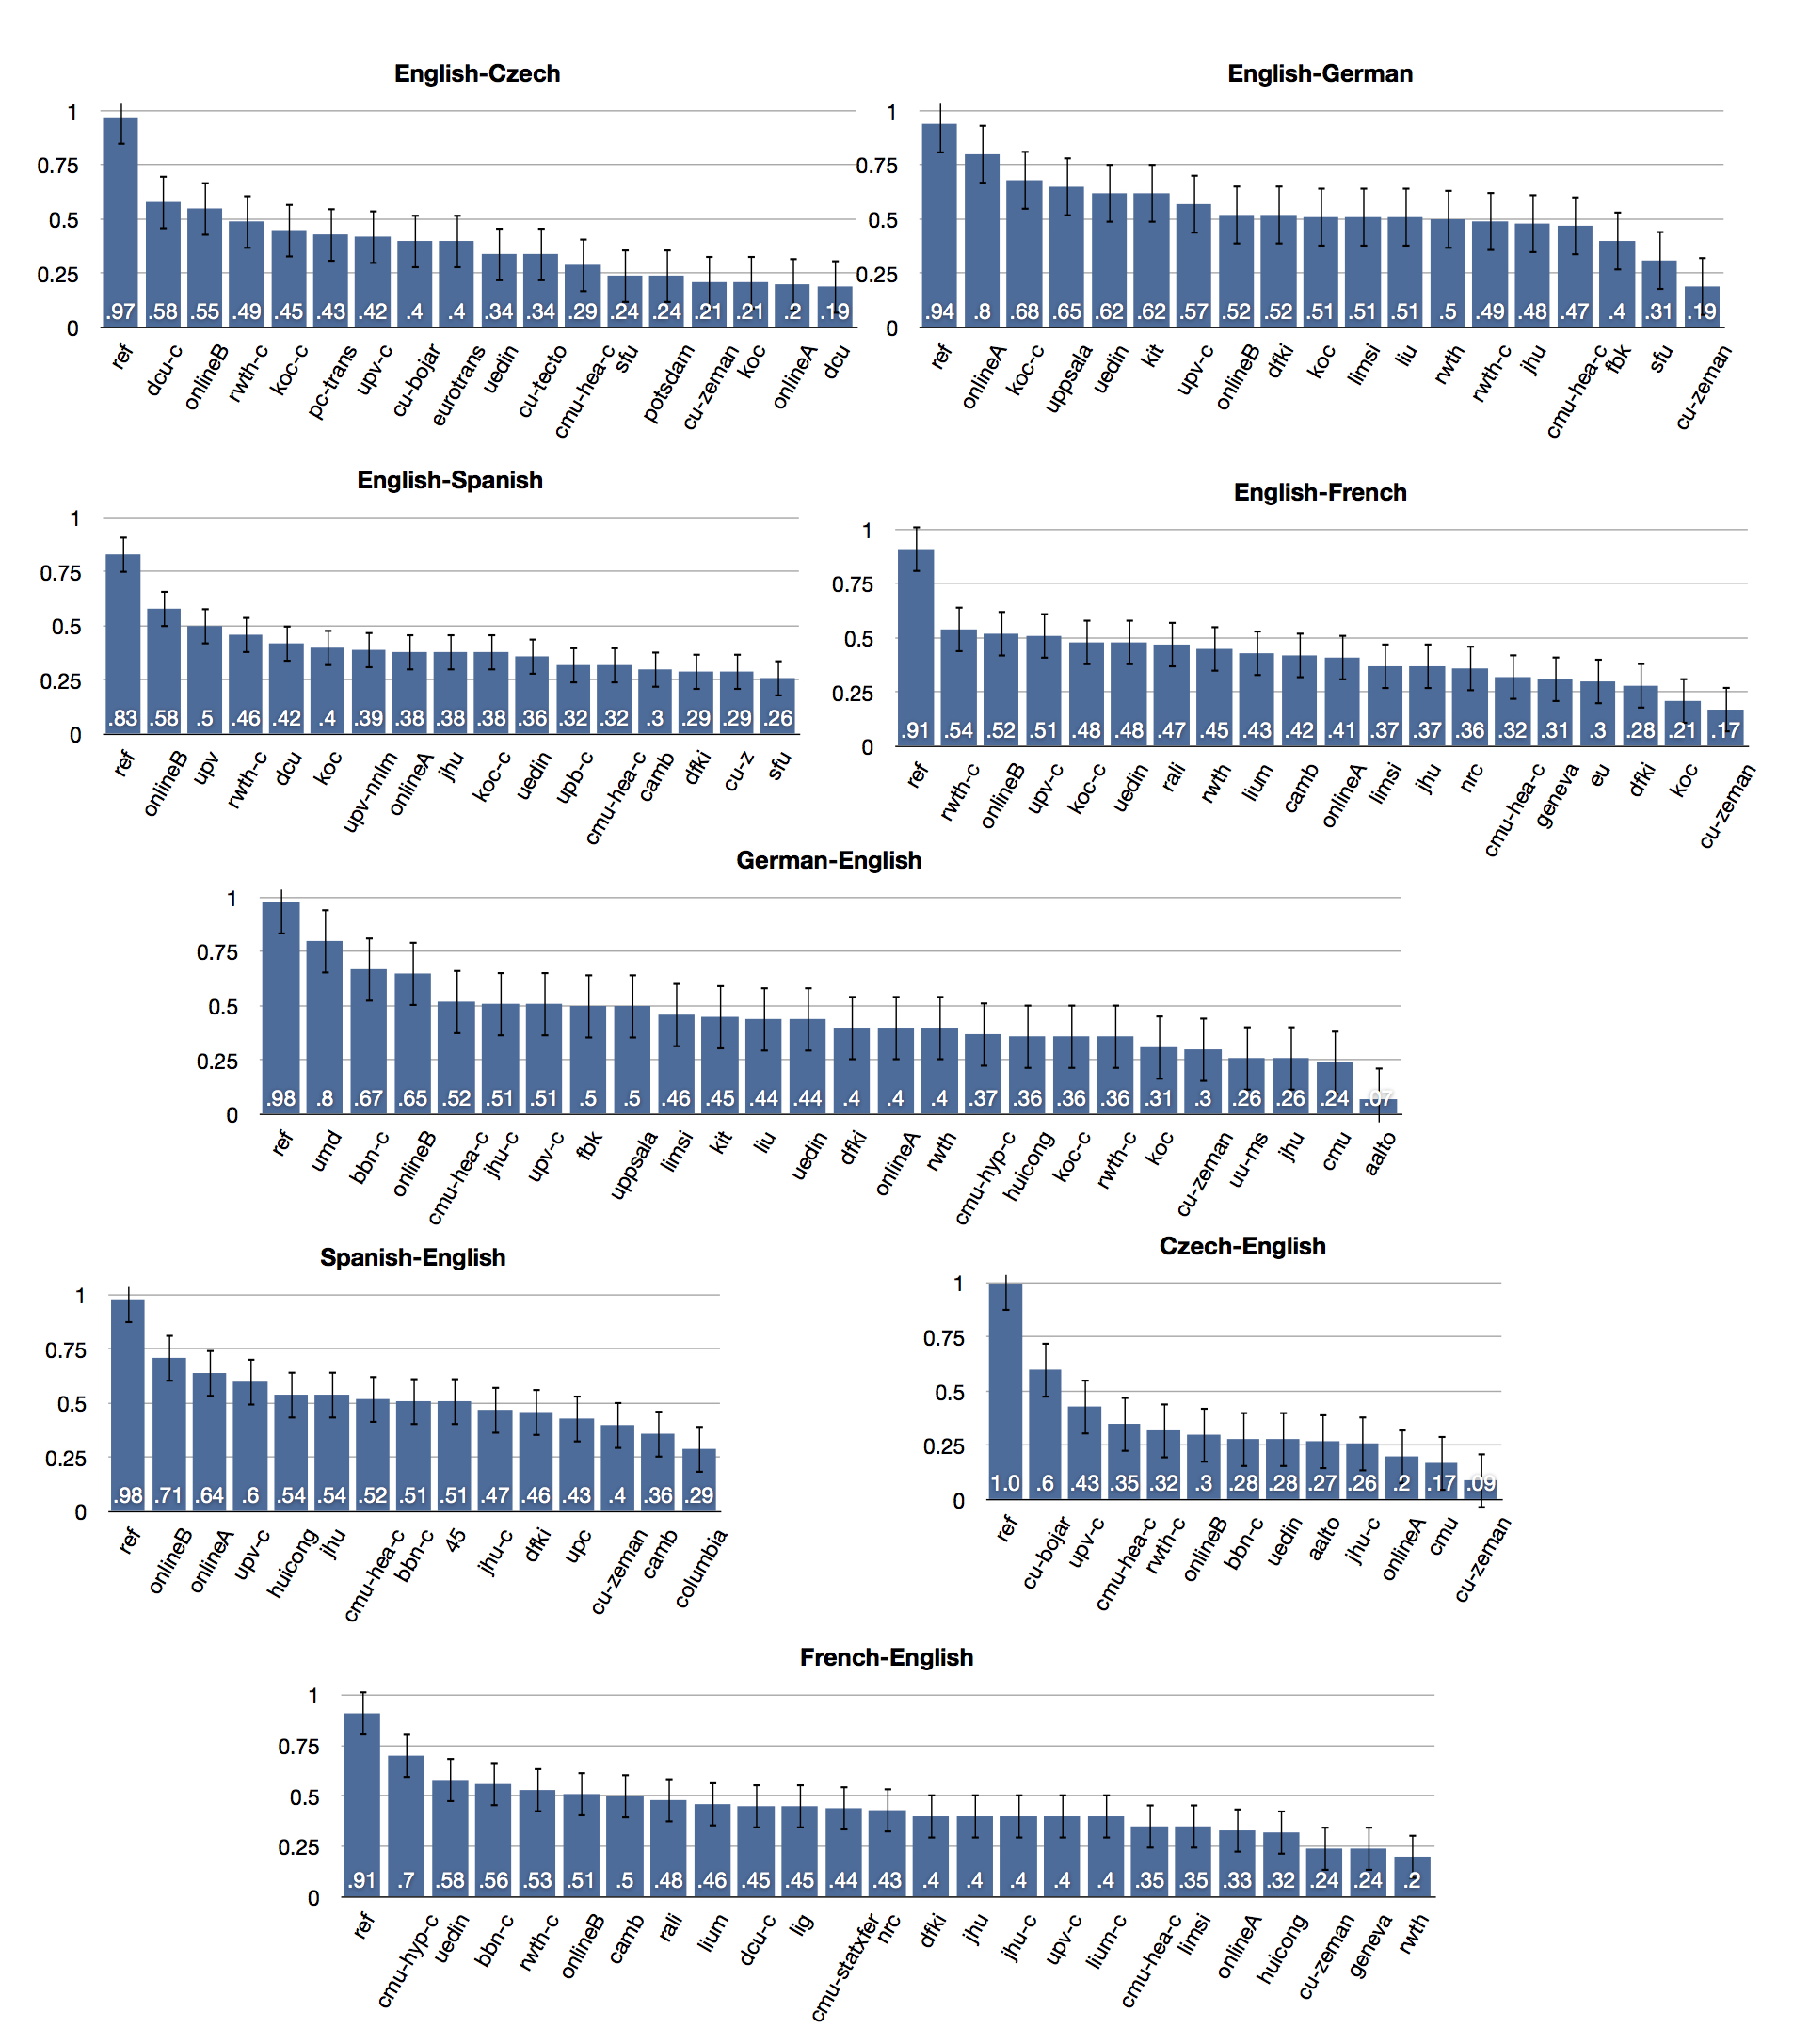 English-Czech
1
0.75
0.5
0.25
0
.97 .58 .55 .49 .45 .43 .42 .4 .4 .34 .34 .29 .24 .24 .21 .21 .2 .19
ref dcu-c onlineB rwth-c koc-c pc-trans upv-c cu-bojar eurotrans uedin cu-tecto cmu-hea-c sfu potsdam cu-zeman koc onlineA dcu
English-German
1
0.75
0.5
0.25
0
.94 .8 .68 .65 .62 .62 .57 .52 .52 .51 .51 .51 .5 .49 .48 .47 .4 .31 .19
ref onlineA koc-c uppsala uedin kit upv-c onlineB dfki koc limsi liu rwth rwth-c jhu cmu-hea-c fbk sfu cu-zeman
English-Spanish
1
0.75
0.5
0.25
0
.83 .58 .5 .46 .42 .4 .39 .38 .38 .38 .36 .32 .32 .3 .29 .29 .26
ref onlineB upv rwth-c dcu koc upv-nnlm onlineA jhu koc-c uedin upb-c cmu-hea-c camb dfki cu-z sfu
English-French
1
0.75
0.5
0.25
0
.91 .54 .52 .51 .48 .48 .47 .45 .43 .42 .41 .37 .37 .36 .32 .31 .3 .28 .21 .17
ref rwth-c onlineB upv-c koc-c uedin rali rwth lium camb onlineA limsi jhu nrc cmu-hea-c geneva eu dfki koc cu-zeman
German-English
1
0.75
0.5
0.25
0
.98 .8 .67 .65 .52 .51 .51 .5 .5 .46 .45 .44 .44 .4 .4 .4 .37 .36 .36 .36 .31 .3 .26 .26 .24 .07
ref umd bbn-c onlineB cmu-hea-c jhu-c upv-c fbk uppsala limsi kit liu uedin dfki onlineA rwth cmu-hyp-c huicong koc-c rwth-c koc cu-zeman uu-ms jhu cmu aalto
Spanish-English
1
0.75
0.5
0.25
0
.98 .71 .64 .6 .54 .54 .52 .51 .51 .47 .46 .43 .4 .36 .29
ref onlineB onlineA upv-c huicong jhu cmu-hea-c bbn-c 45 jhu-c dfki upc cu-zeman camb columbia
Czech-English
1
0.75
0.5
0.25
0
1.0 .6 .43 .35 .32 .3 .28 .28 .27 .26 .2 .17 .09
ref cu-bojar upv-c cmu-hea-c rwth-c onlineB bbn-c uedin aalto jhu-c onlineA cmu cu-zeman
French-English
1
0.75
0.5
0.25
0
.91 .7 .58 .56 .53 .51 .5 .48 .46 .45 .45 .44 .43 .4 .4 .4 .4 .4 .35 .35 .33 .32 .24 .24 .2
ref cmu-hyp-c uedin bbn-c rwth-c onlineB camb rali lium dcu-c lig cmu-statxfer nrc dfki jhu jhu-c upv-c lium-c cmu-hea-c limsi onlineA huicong cu-zeman geneva rwth